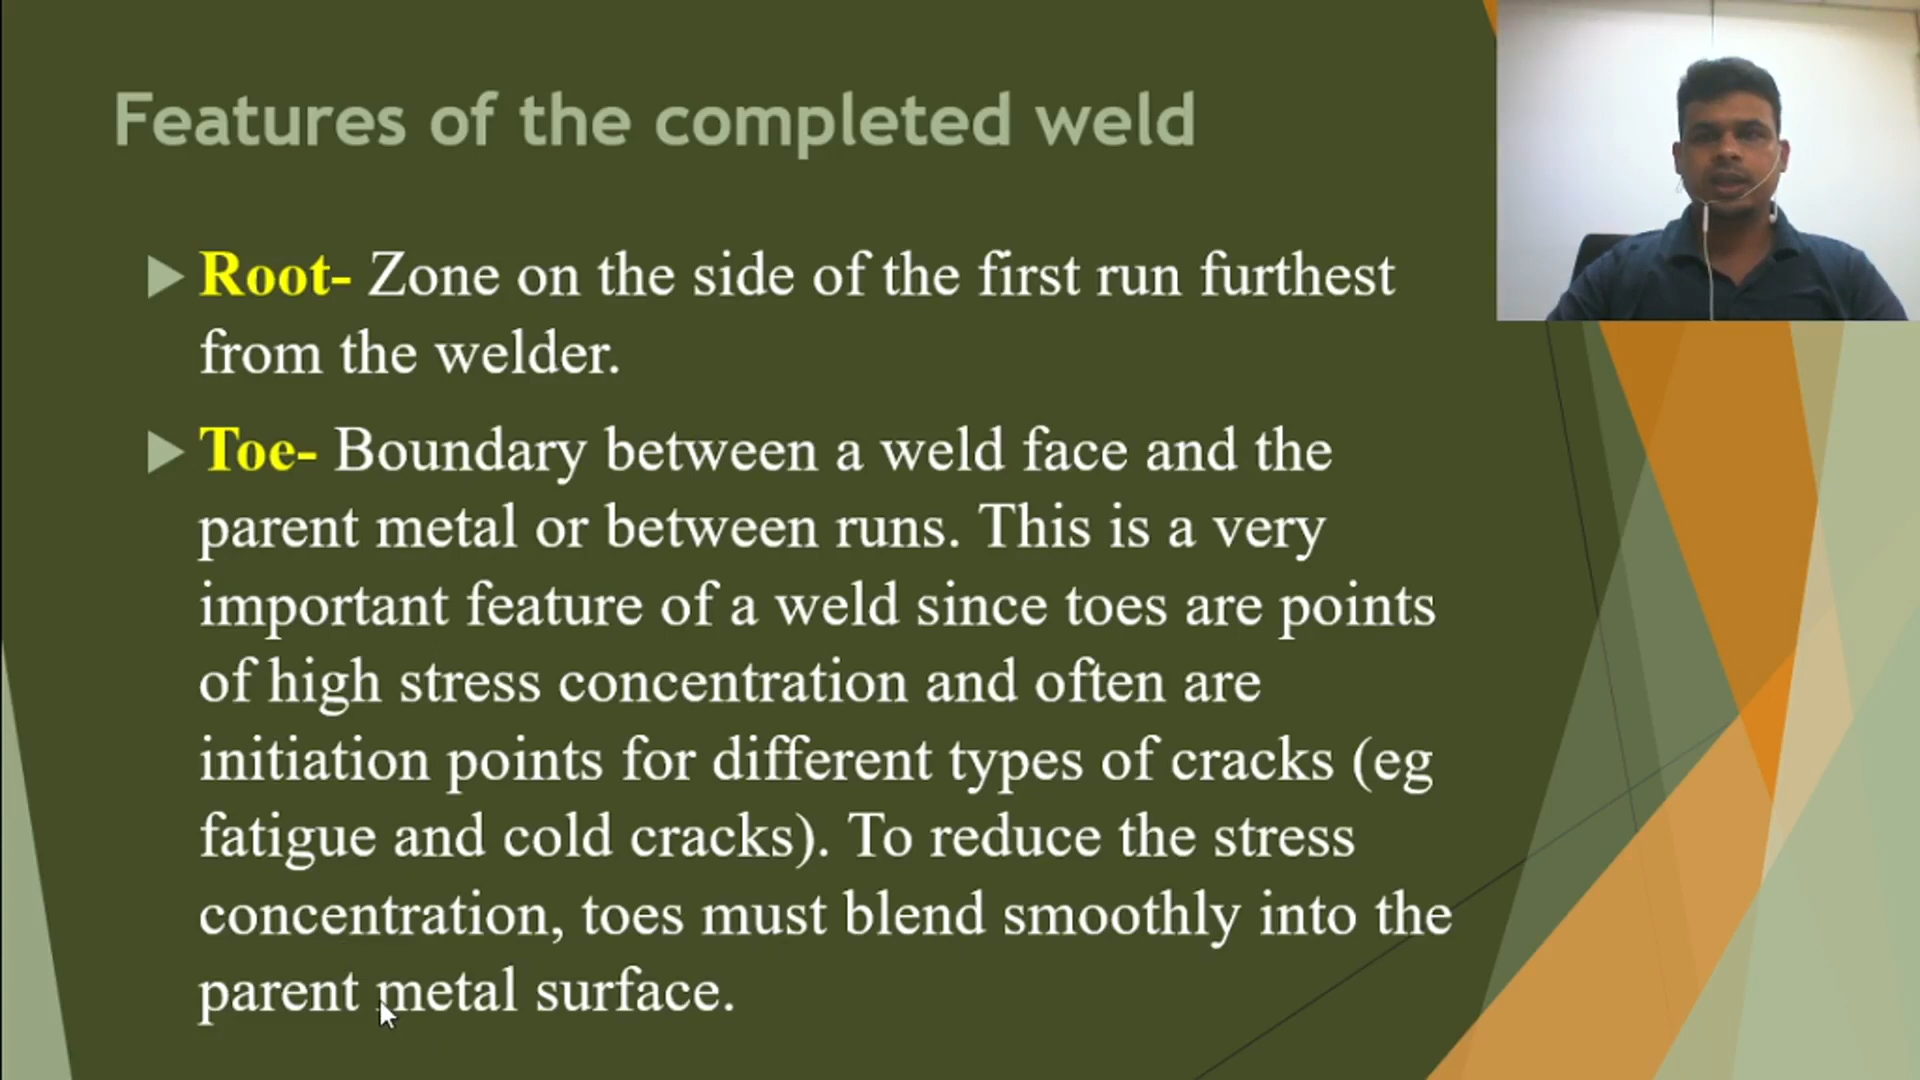 Features of the completed weld
Root- Zone on the side of the first run furthest
from the welder.
Toe- Boundary between a weld face and the
parent metal or between runs. This is a very
important feature of a weld since toes are points
of high stress concentration and often are
initiation points for different types of cracks (eg
fatigue and cold cracks). To reduce the stress
concentration, toes must blend smoothly into the
parent metal surface.